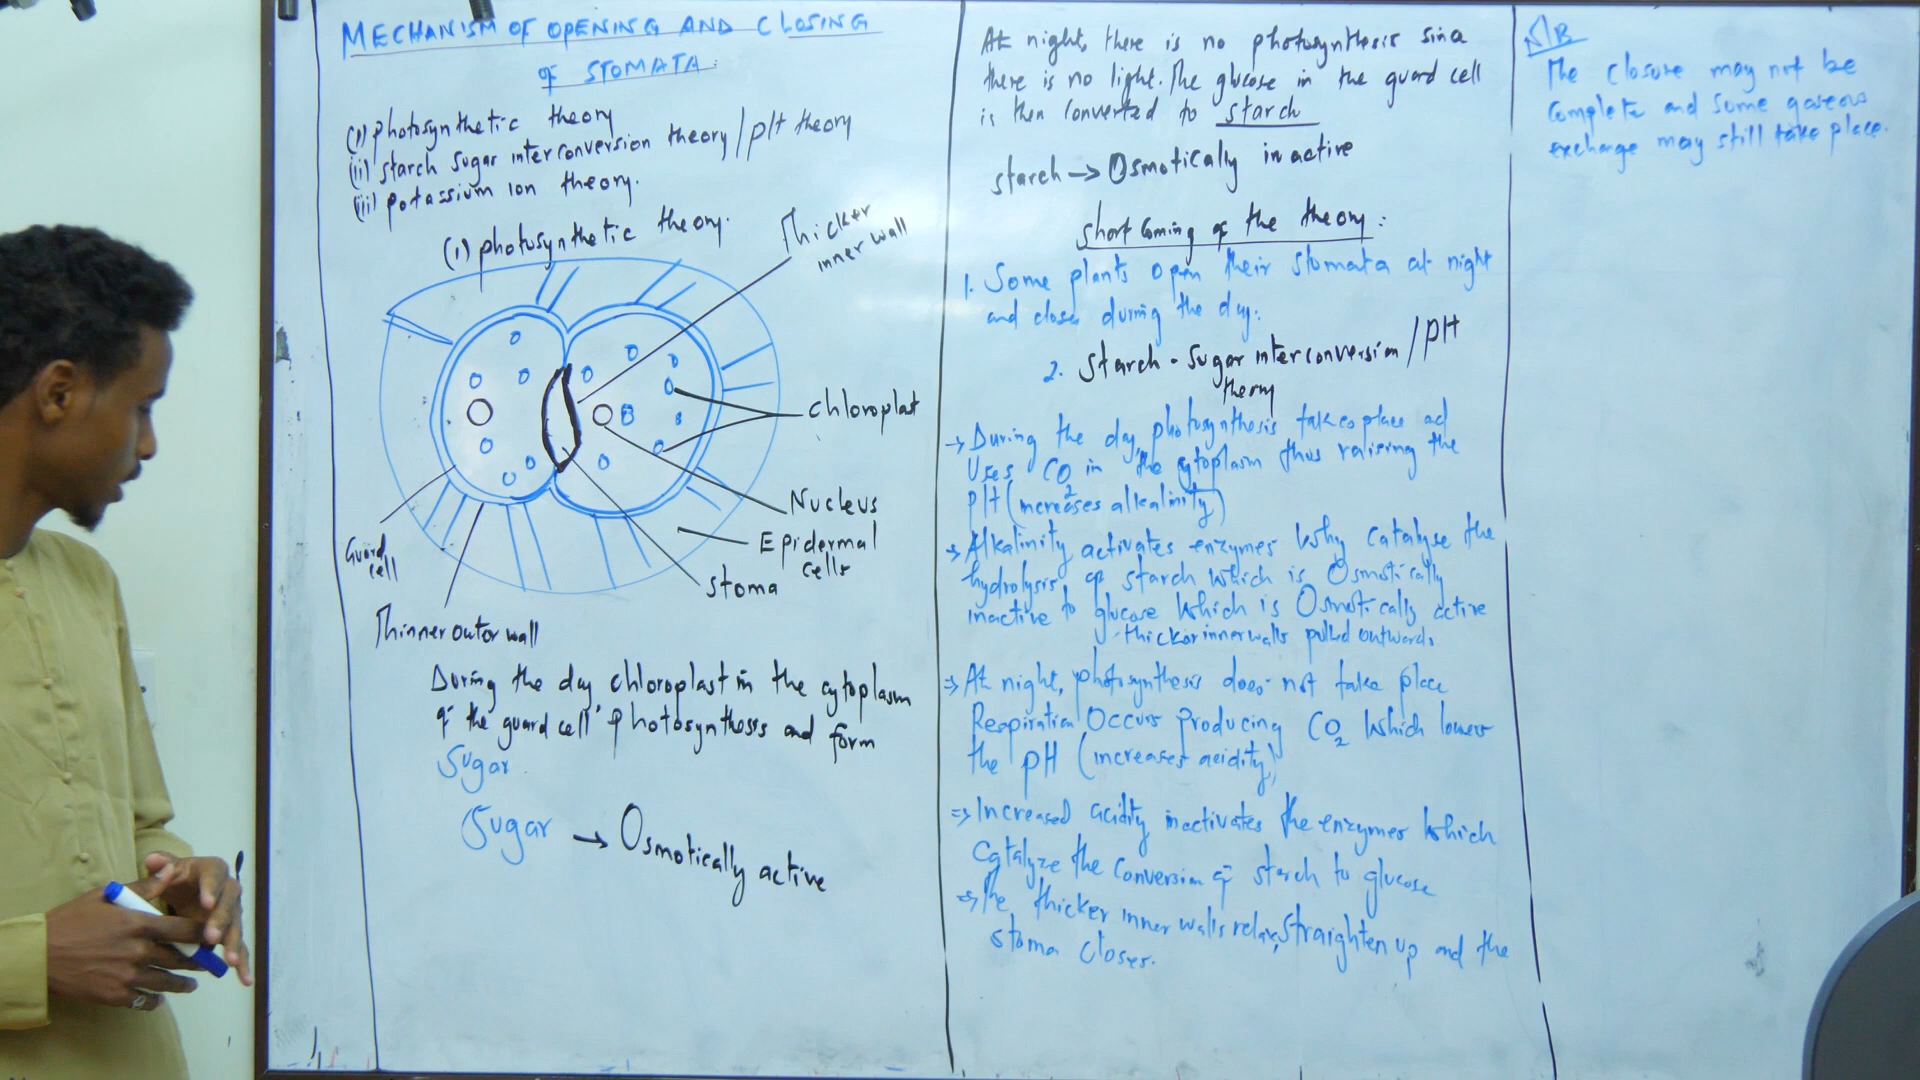 MECHANISM OF OPENING AND CLOSING
OF STOMATA:
(i) photosynthetic theory
(ii) starch sugar interconversion theory/pH theory
(iii) potassium ion theory.
(i) photosynthetic theory.
Thicker
inner wall
chloroplast
Nucleus
Epidermal
cells
stoma
Guard
cell
Thinner outer wall
During the day chloroplast in the cytoplasm
of the guard cell photosynthesis and form
Sugar
Sugar → Osmotically active
At night, there is no photosynthesis since
there is no light. The glucose in the guard cell
is then converted to starch
starch → Osmotically inactive
short coming of the theory:
1. Some plants open their stomata at night
and close during the day.
2. Starch - sugar interconversion/pH
theory
→ During the day, photosynthesis takes place ad
Uses CO2 in the cytoplasm thus raising the
pH (increases alkalinity)
→ Alkalinity activates enzymes why catalyse the
hydrolysis of starch which is Osmotically
inactive to glucose which is Osmotically active
thicker inner walls pulled outwards
⇒ At night, photosynthesis does not take place
Respiration Occurs producing CO2 which lowers
the pH (increases acidity)
⇒ Increased acidity inactivates the enzymes which
Catalyze the conversion of starch to glucose
⇒ The thicker inner walls relax, straighten up and the
stoma closes.
N/B
The closure may not be
complete and some gaseous
exchange may still take place.